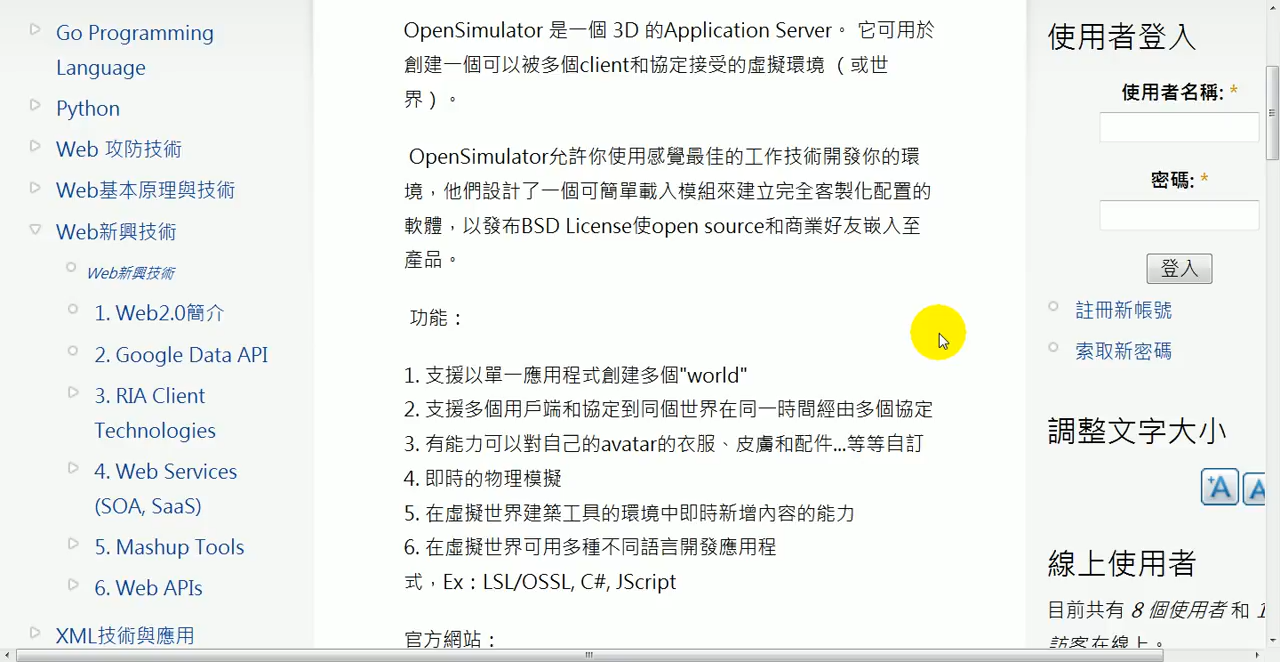 Go Programming
Language
Python
Web 攻防技術
Web基本原理與技術
Web新興技術
Web新興技術
1. Web2.0簡介
2. Google Data API
3. RIA Client
Technologies
4. Web Services
(SOA, SaaS)
5. Mashup Tools
6. Web APIs
XML技術與應用
OpenSimulator 是一個 3D 的Application Server。 它可用於
創建一個可以被多個client和協定接受的虛擬環境 （或世
界）。
OpenSimulator允許你使用感覺最佳的工作技術開發你的環
境，他們設計了一個可簡單載入模組來建立完全客製化配置的
軟體，以發布BSD License使open source和商業好友嵌入至
產品。
功能：
1. 支援以單一應用程式創建多個"world"
2. 支援多個用戶端和協定到同個世界在同一時間經由多個協定
3. 有能力可以對自己的avatar的衣服、皮膚和配件...等等自訂
4. 即時的物理模擬
5. 在虛擬世界建築工具的環境中即時新增內容的能力
6. 在虛擬世界可用多種不同語言開發應用程
式，Ex：LSL/OSSL, C#, JScript
官方網站：
使用者登入
使用者名稱: *
密碼: *
登入
註冊新帳號
索取新密碼
調整文字大小
+A A
線上使用者
目前共有 8 個使用者 和 1
訪客 在線上。